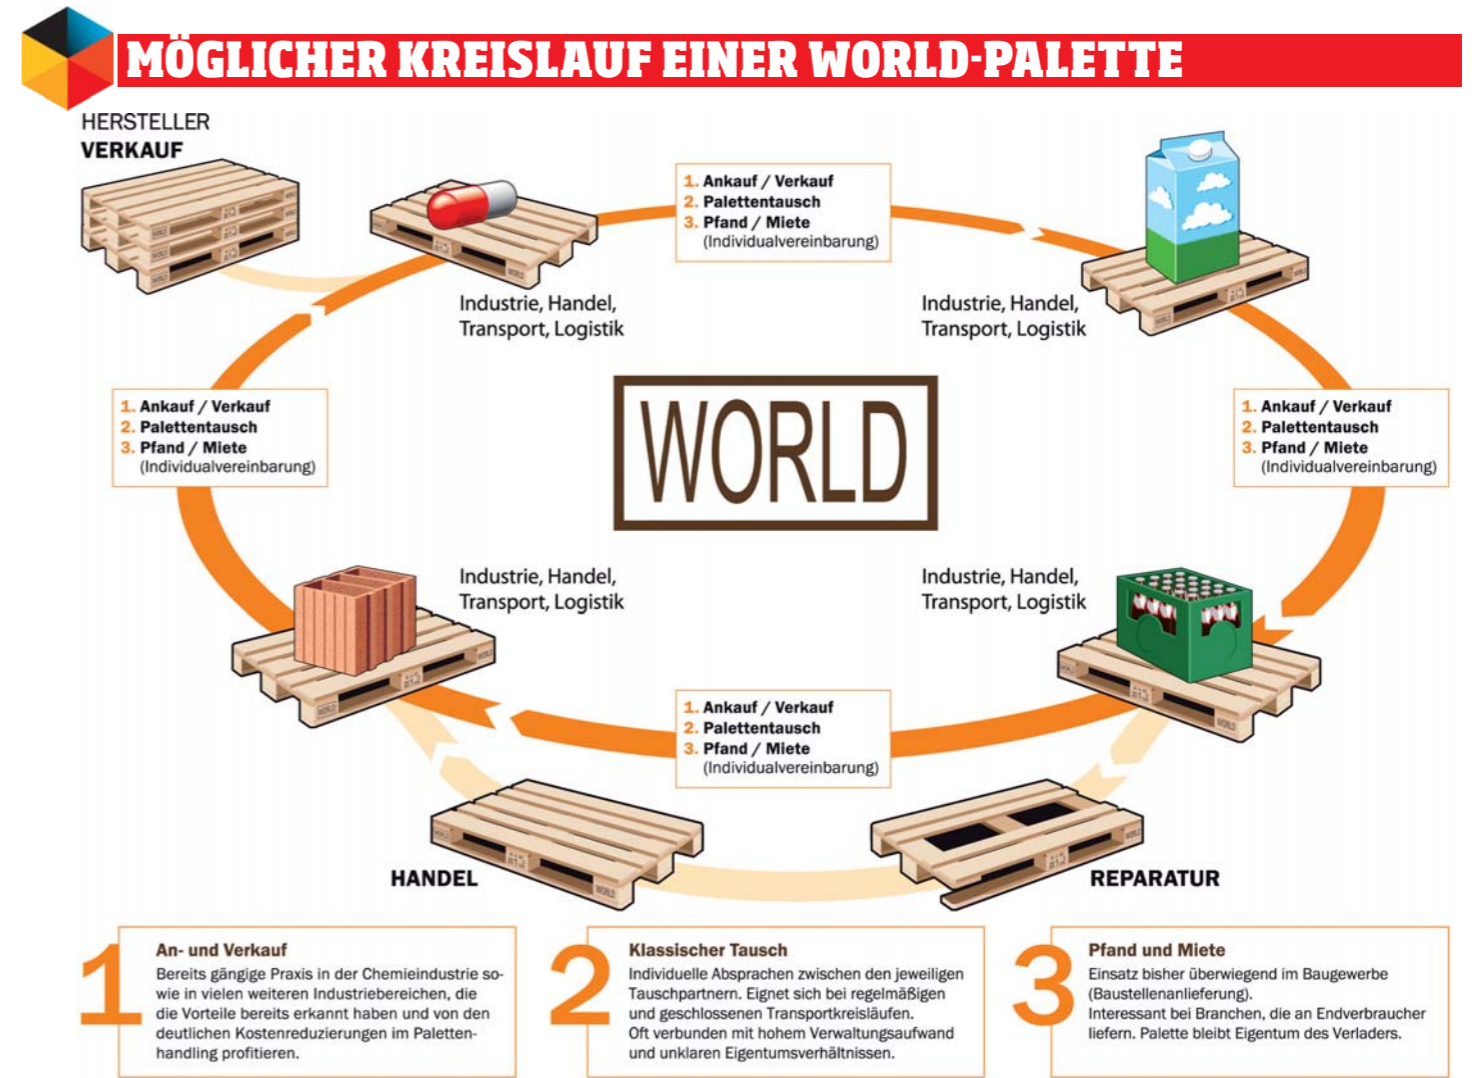 MÖGLICHER KREISLAUF EINER WORLD-PALETTE
HERSTELLER
VERKAUF
1. Ankauf / Verkauf
2. Palettentausch
3. Pfand / Miete
(Individualvereinbarung)
Industrie, Handel,
Transport, Logistik
Industrie, Handel,
Transport, Logistik
1. Ankauf / Verkauf
2. Palettentausch
3. Pfand / Miete
(Individualvereinbarung)
WORLD
1. Ankauf / Verkauf
2. Palettentausch
3. Pfand / Miete
(Individualvereinbarung)
Industrie, Handel,
Transport, Logistik
Industrie, Handel,
Transport, Logistik
WORLD
WORLD
WORLD
WORLD
1. Ankauf / Verkauf
2. Palettentausch
3. Pfand / Miete
(Individualvereinbarung)
WORLD
WORLD
HANDEL
REPARATUR
1
An- und Verkauf
Bereits gängige Praxis in der Chemieindustrie so-
wie in vielen weiteren Industriebereichen, die
die Vorteile bereits erkannt haben und von den
deutlichen Kostenreduzierungen im Paletten-
handling profitieren.
2
Klassischer Tausch
Individuelle Absprachen zwischen den jeweiligen
Tauschpartnern. Eignet sich bei regelmäßigen
und geschlossenen Transportkreisläufen.
Oft verbunden mit hohem Verwaltungsaufwand
und unklaren Eigentumsverhältnissen.
3
Pfand und Miete
Einsatz bisher überwiegend im Baugewerbe
(Baustellenanlieferung).
Interessant bei Branchen, die an Endverbraucher
liefern. Palette bleibt Eigentum des Verladers.